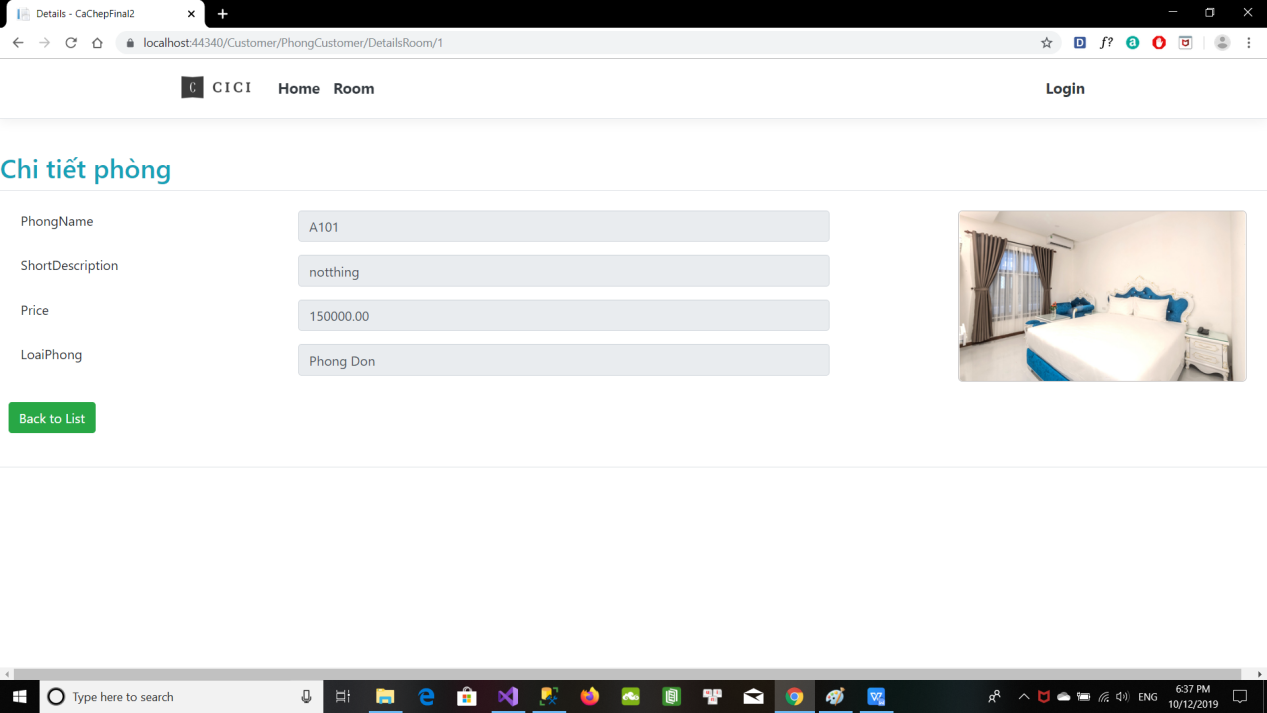 Details - CaChepFinal2
localhost:44340/Customer/PhongCustomer/DetailsRoom/1
C CICI Home Room Login
Chi tiết phòng
PhongName A101
ShortDescription notthing
Price 150000.00
LoaiPhong Phong Don
Back to List
Type here to search
ENG
6:37 PM
10/12/2019